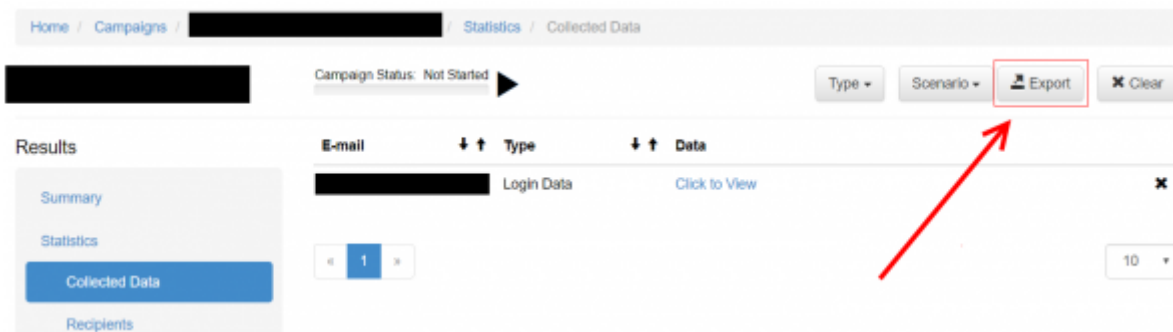 Home / Campaigns / / Statistics / Collected Data
Campaign Status: Not Started
Type Scenario Export Clear
Results
E-mail Type Data
Login Data Click to View
Summary
Statistics
« 1 » 10
Collected Data
Recipients